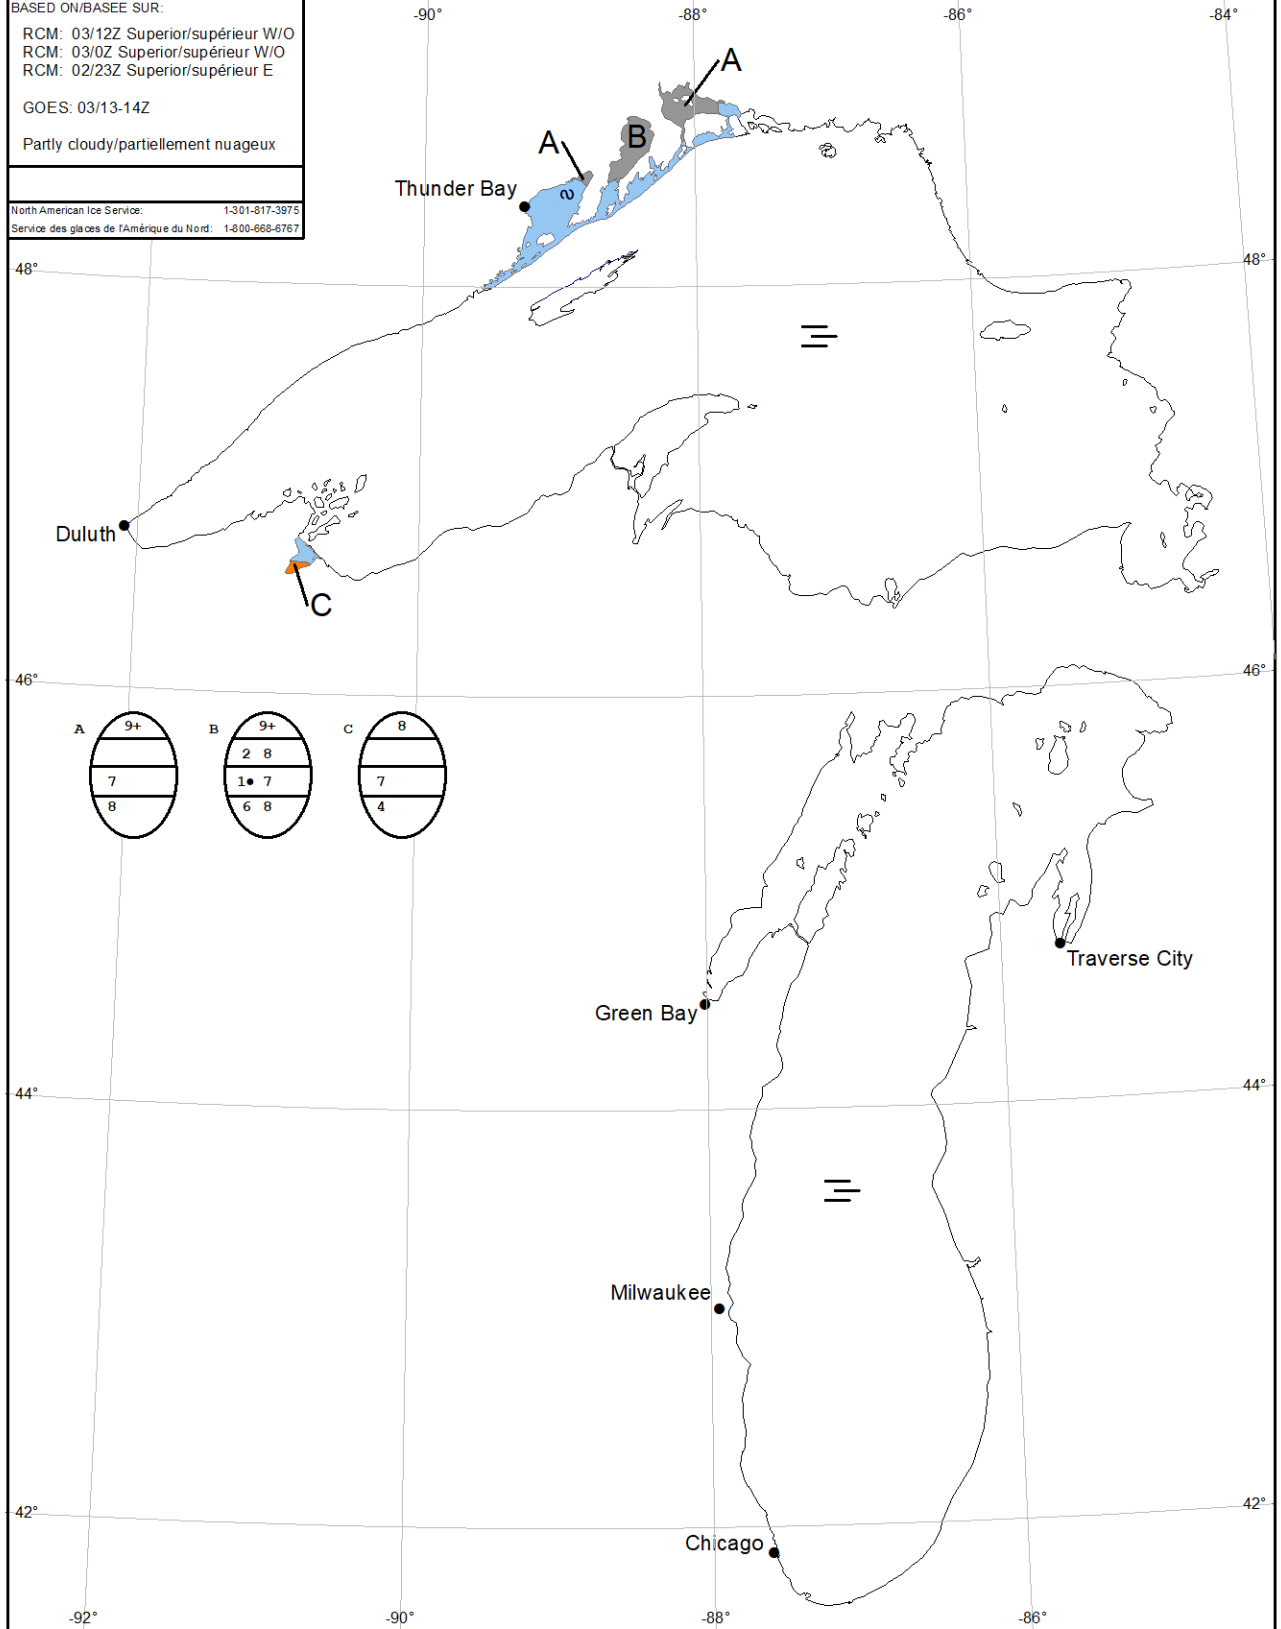 BASED ON/BASEE SUR:
RCM: 03/12Z Superior/supérieur W/O
RCM: 03/0Z Superior/supérieur W/O
RCM: 02/23Z Superior/supérieur E
GOES: 03/13-14Z
Partly cloudy/partiellement nuageux
North American Ice Service: 1-301-817-3975
Service des glaces de l'Amérique du Nord: 1-800-668-6767
-90° -88° -86° -84°
A
A
B
Thunder Bay
48° 48°
Duluth
C
46° 46°
A 9+ B 9+ C 8
2 8
7 1• 7 7
8 6 8 4
Traverse City
Green Bay
44° 44°
Milwaukee
42° 42°
Chicago
-92° -90° -88° -86°